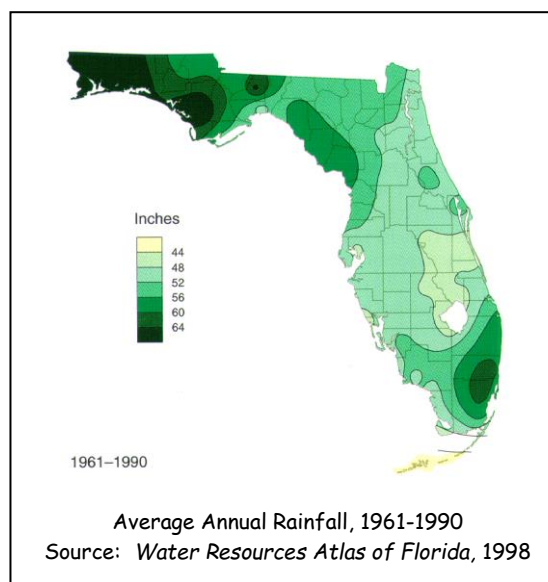 Inches
44
48
52
56
60
64
1961–1990
Average Annual Rainfall, 1961-1990
Source: Water Resources Atlas of Florida, 1998